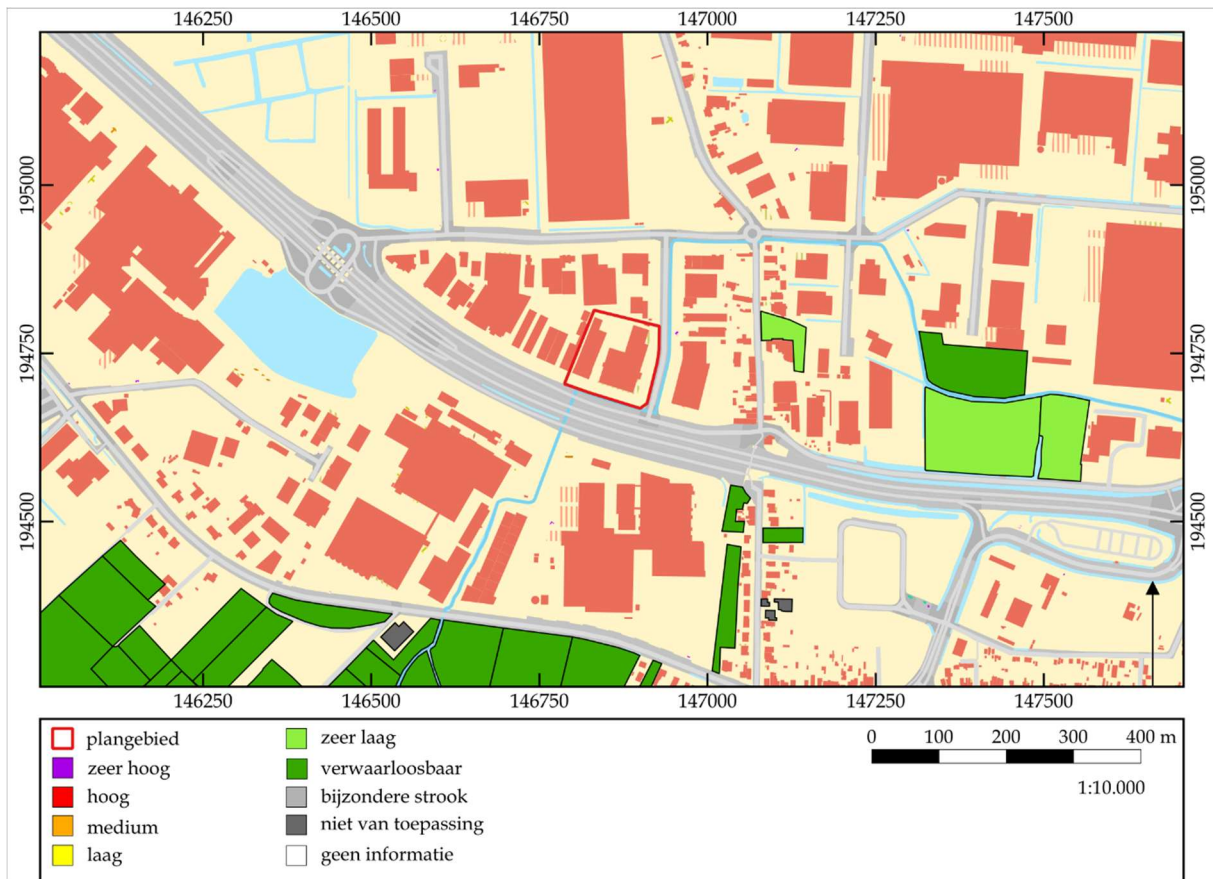 146250 146500 146750 147000 147250 147500
195000 195000
194750 194750
194500 194500
146250 146500 146750 147000 147250 147500
plangebied
zeer hoog
hoog
medium
laag
zeer laag
verwaarloosbaar
bijzondere strook
niet van toepassing
geen informatie
0 100 200 300 400 m
1:10.000